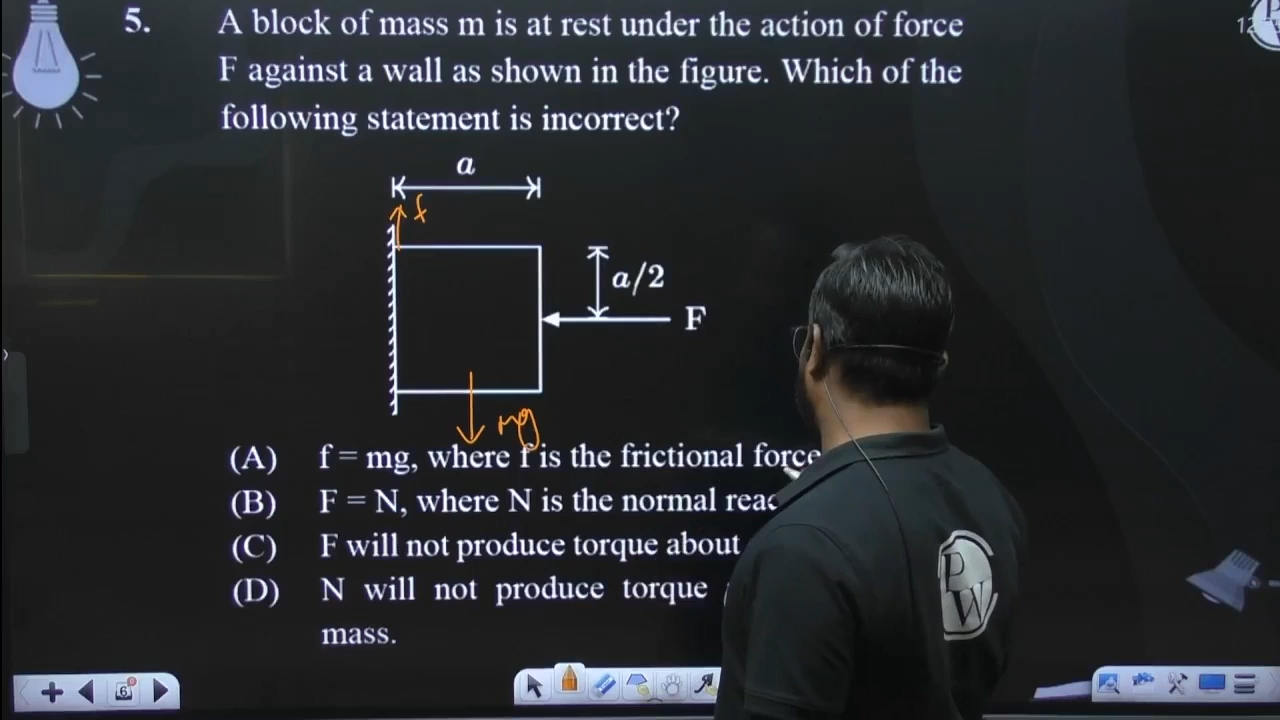 5. A block of mass m is at rest under the action of force
F against a wall as shown in the figure. Which of the
following statement is incorrect?
a
f
a/2
F
mg
(A) f = mg, where f is the frictional force
(B) F = N, where N is the normal
(C) F will not produce torque about
(D) N will not produce torque
mass.
6
P
W